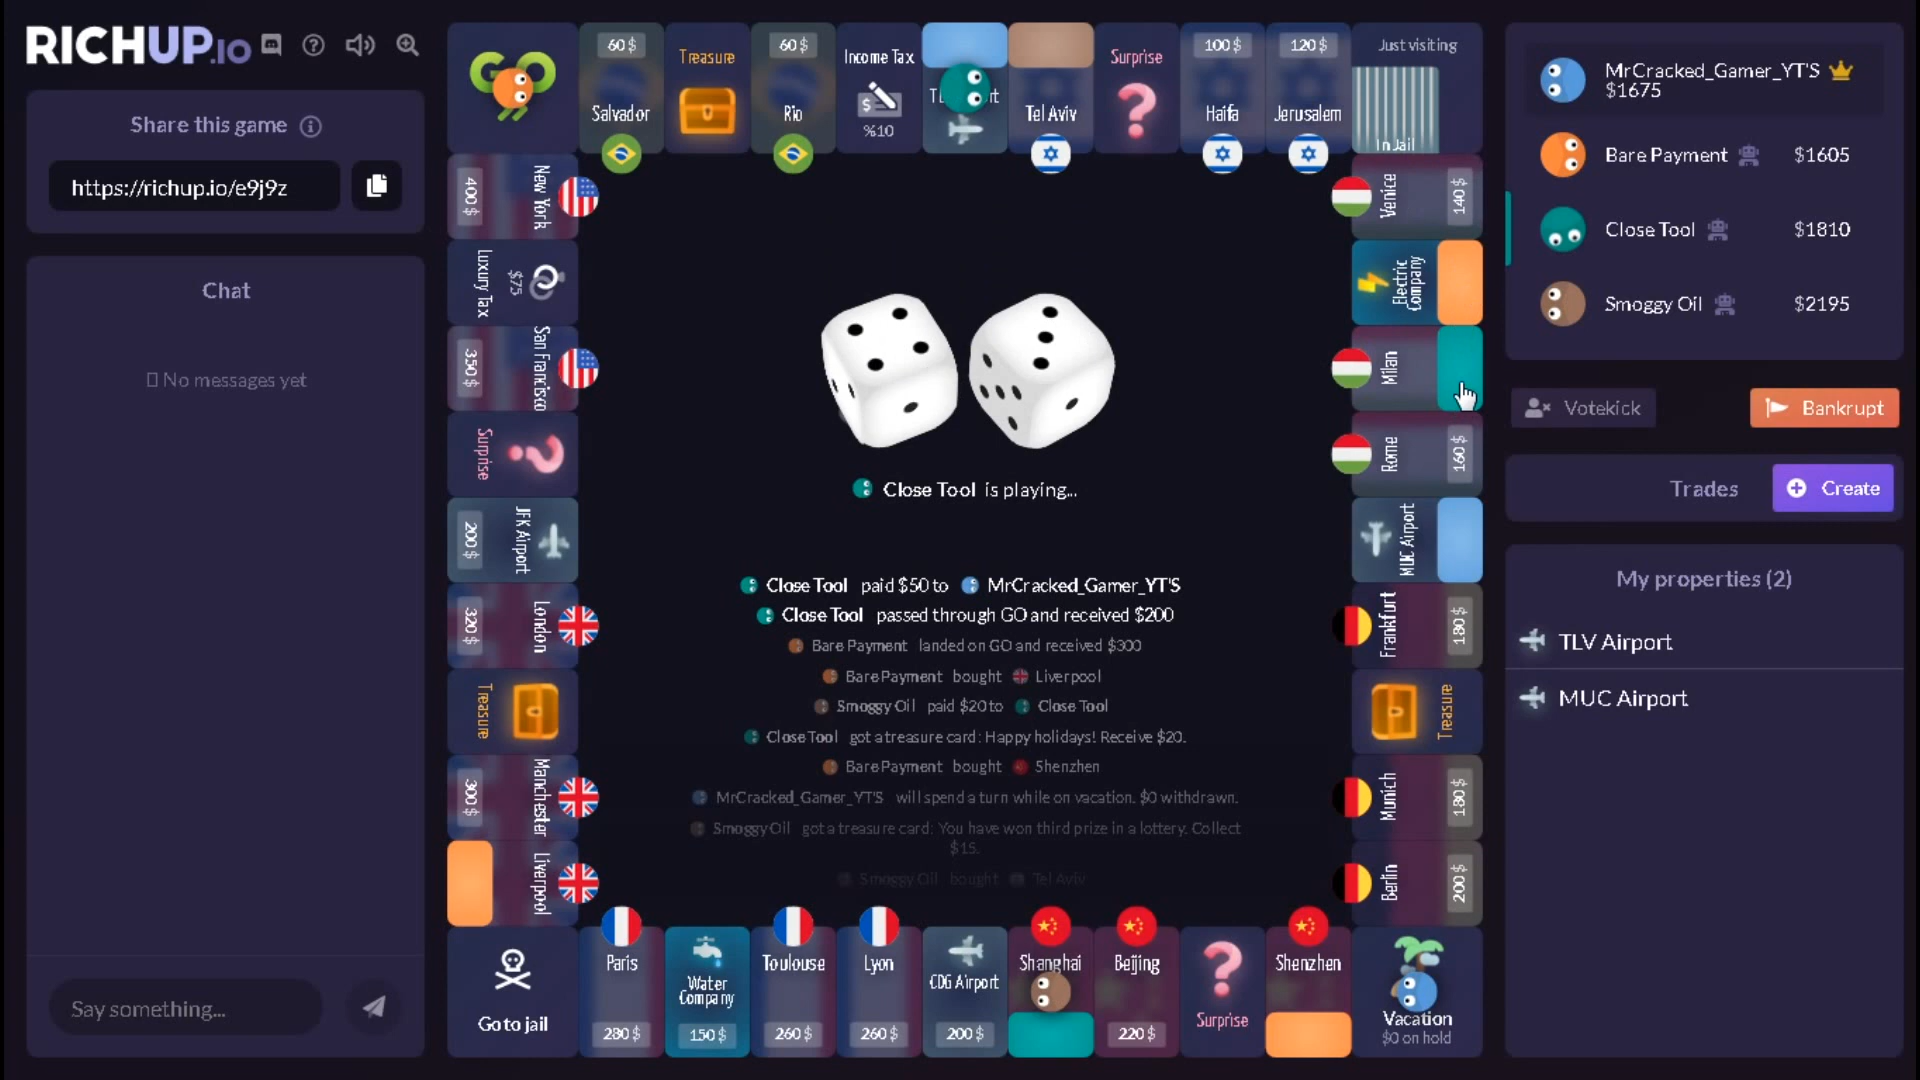 RICHUP.IO
Share this game
https://richup.io/e9j9z
Chat
No messages yet
Say something...
GO
60 $
Salvador
Treasure
60 $
Rio
Income Tax
%10
Tel Aviv
Surprise
100 $
Haifa
120 $
Jerusalem
Just visiting
In Jail
New York
400 $
Luxury Tax
$75
San Francisco
350 $
Surprise
JFK Airport
200 $
London
320 $
Treasure
Manchester
300 $
Liverpool
Venice
140 $
Electric
Company
Milan
Rome
160 $
MUC Airport
Frankfurt
180 $
Treasure
Munich
180 $
Berlin
200 $
Close Tool is playing...
Close Tool paid $50 to MrCracked_Gamer_YT'S
Close Tool passed through GO and received $200
Bare Payment landed on GO and received $300
Bare Payment bought Liverpool
Smoggy Oil paid $20 to Close Tool
Close Tool got a treasure card: Happy holidays! Receive $20.
Bare Payment bought Shenzhen
MrCracked_Gamer_YT'S will spend a turn while on vacation. $0 withdrawn.
Smoggy Oil got a treasure card: You have won third prize in a lottery. Collect
$15.
Smoggy Oil bought Tel Aviv
Go to jail
Paris
280 $
Water
Company
150 $
Toulouse
260 $
Lyon
260 $
CDG Airport
200 $
Shanghai
Beijing
220 $
Surprise
Shenzhen
Vacation
$0 on hold
MrCracked_Gamer_YT'S
$1675
Bare Payment $1605
Close Tool $1810
Smoggy Oil $2195
Votekick
Bankrupt
Trades
Create
My properties (2)
TLV Airport
MUC Airport